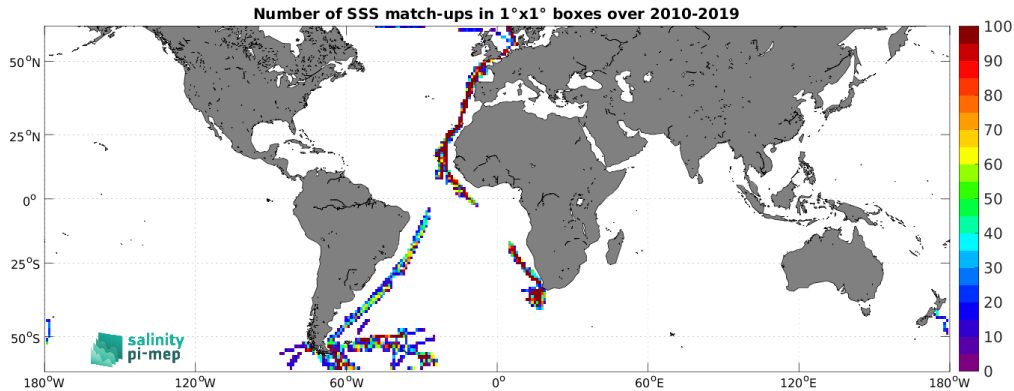 Number of SSS match-ups in 1°x1° boxes over 2010-2019
50°N
25°N
0°
25°S
50°S
180°W
120°W
60°W
0°
60°E
120°E
180°W
100
90
80
70
60
50
40
30
20
10
0
salinity
pi-mep